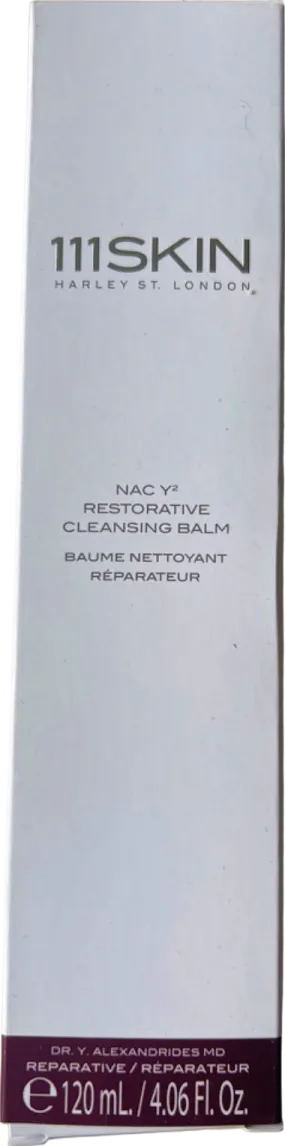 111SKIN
HARLEY ST. LONDON
NAC Y²
RESTORATIVE
CLEANSING BALM
BAUME NETTOYANT
RÉPARATEUR
DR. Y. ALEXANDRIDES MD
REPARATIVE / RÉPARATEUR
℮ 120 mL. / 4.06 Fl. Oz.